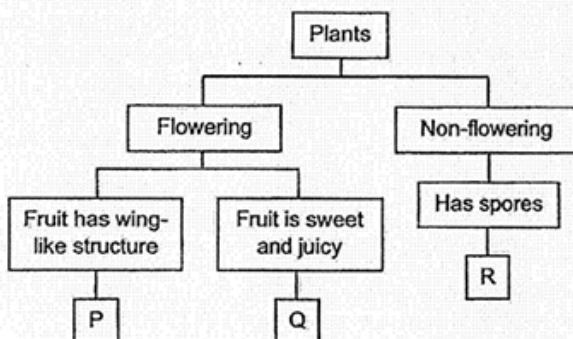 Plants
Flowering
Non-flowering
Fruit has wing-
like structure
Fruit is sweet
and juicy
Has spores
P
Q
R